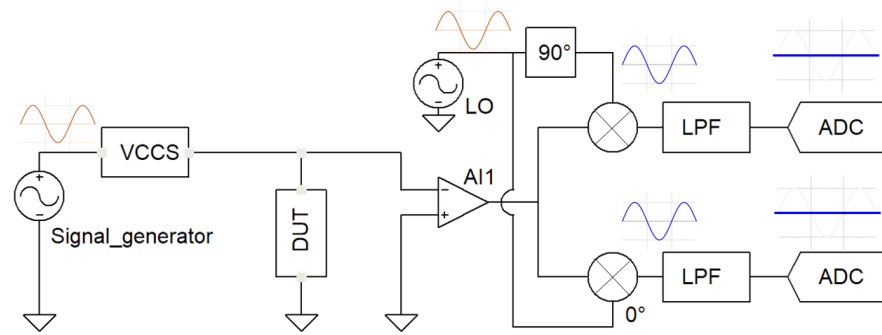 90°
LO
LPF
ADC
VCCS
AI1
DUT
Signal_generator
LPF
ADC
0°